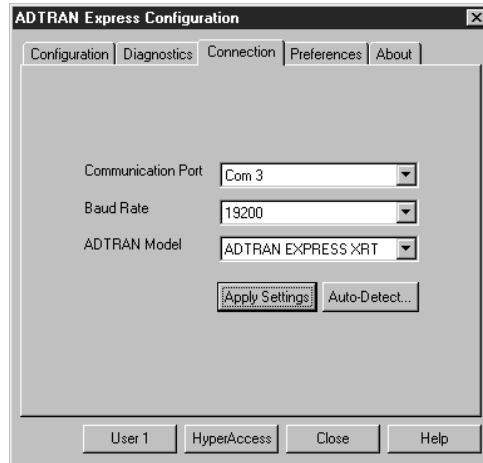 ADTRAN Express Configuration
Configuration Diagnostics Connection Preferences About
Communication Port Com 3
Baud Rate 19200
ADTRAN Model ADTRAN EXPRESS XRT
Apply Settings Auto-Detect...
User 1 HyperAccess Close Help